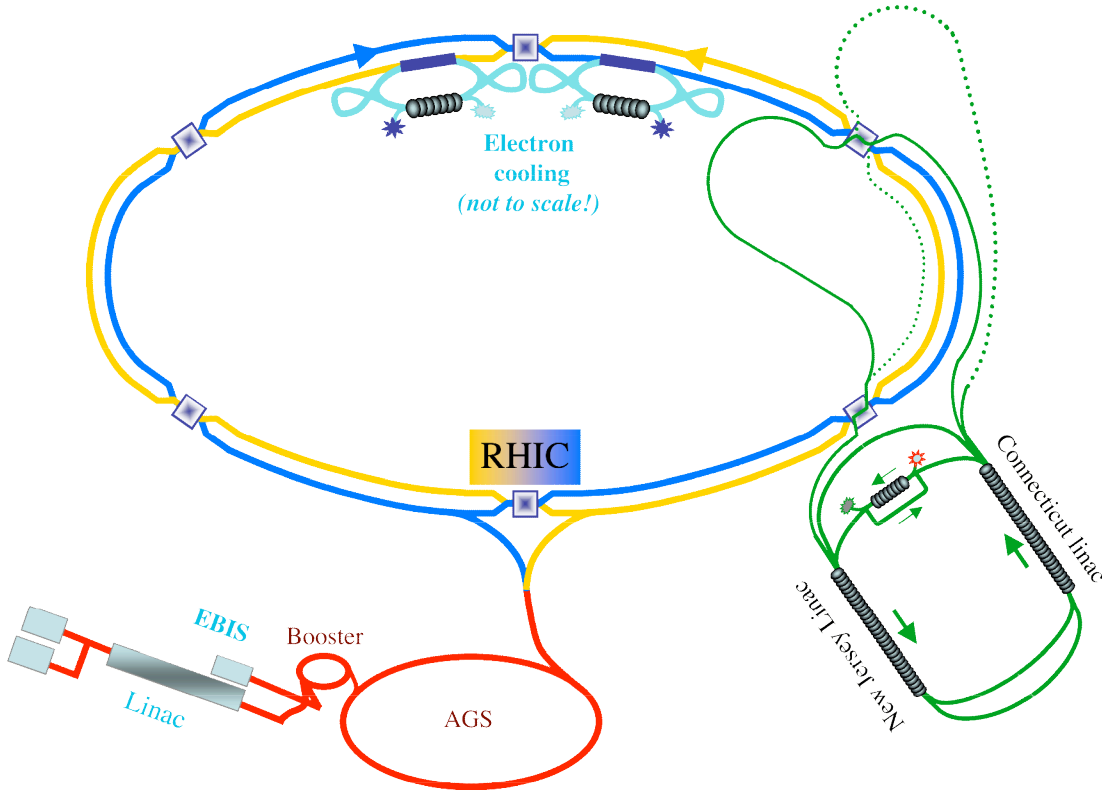 Electron
cooling
(not to scale!)
RHIC
Connecticut linac
New Jersey Linac
EBIS
Booster
Linac
AGS